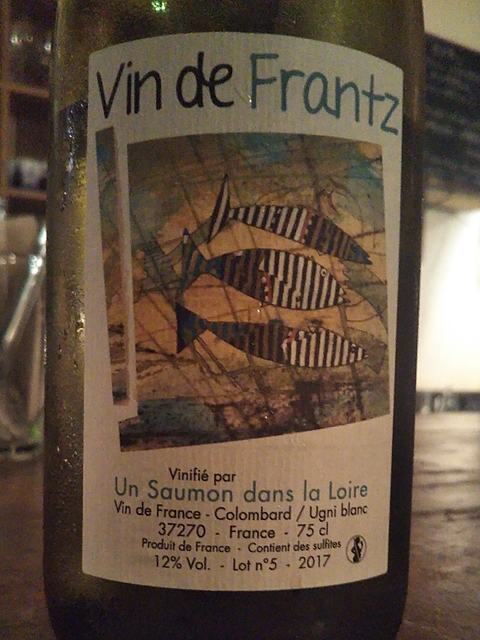 Vin de Frantz
Vinifié par
Un Saumon dans la Loire
Vin de France - Colombard / Ugni blanc
37270 - France - 75 cl
Produit de France - Contient des sulfites
12% Vol. - Lot n°5 - 2017